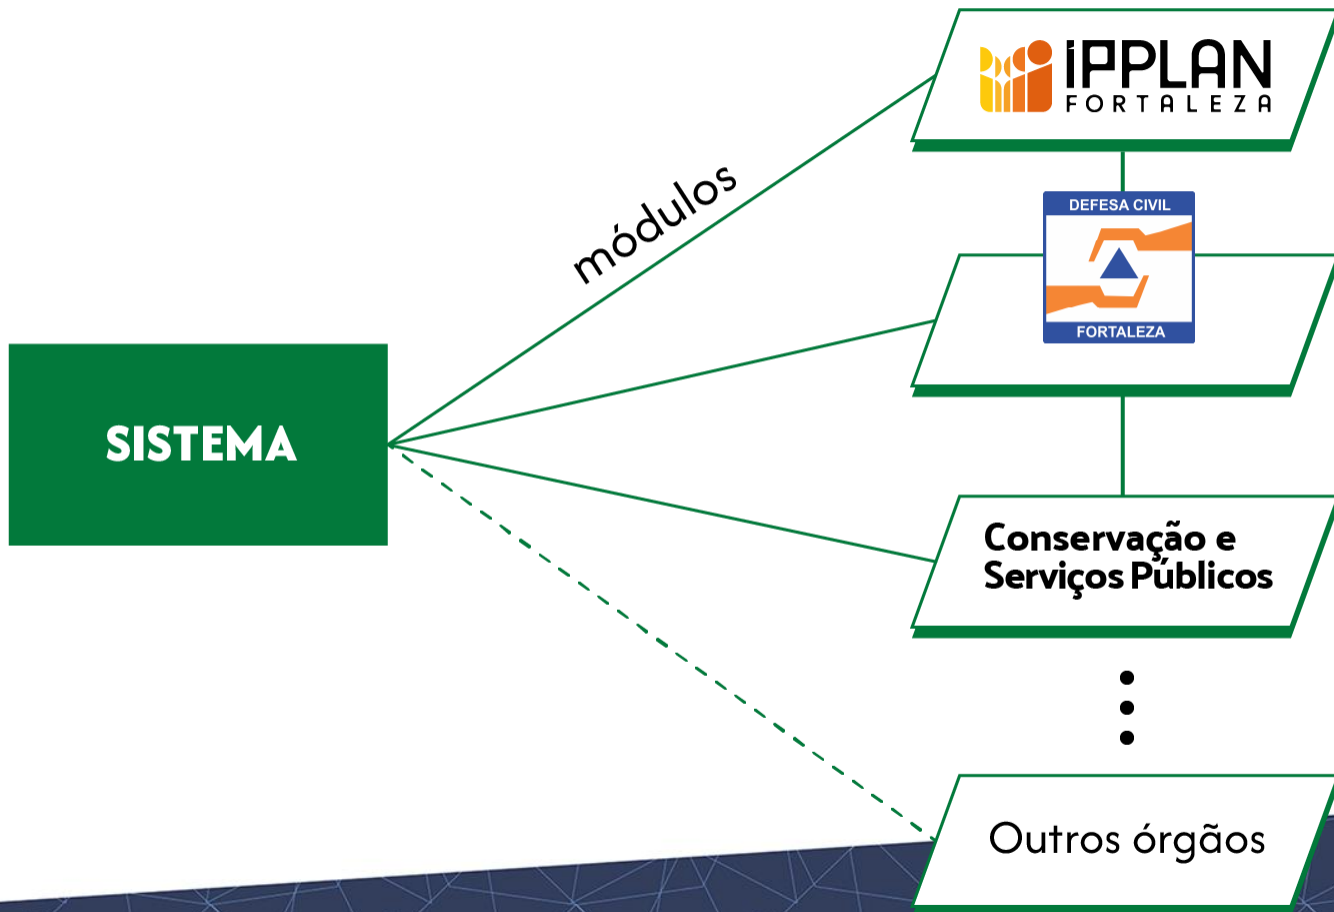 IPPLAN
FORTALEZA
módulos
DEFESA CIVIL
FORTALEZA
SISTEMA
Conservação e
Serviços Públicos
Outros órgãos